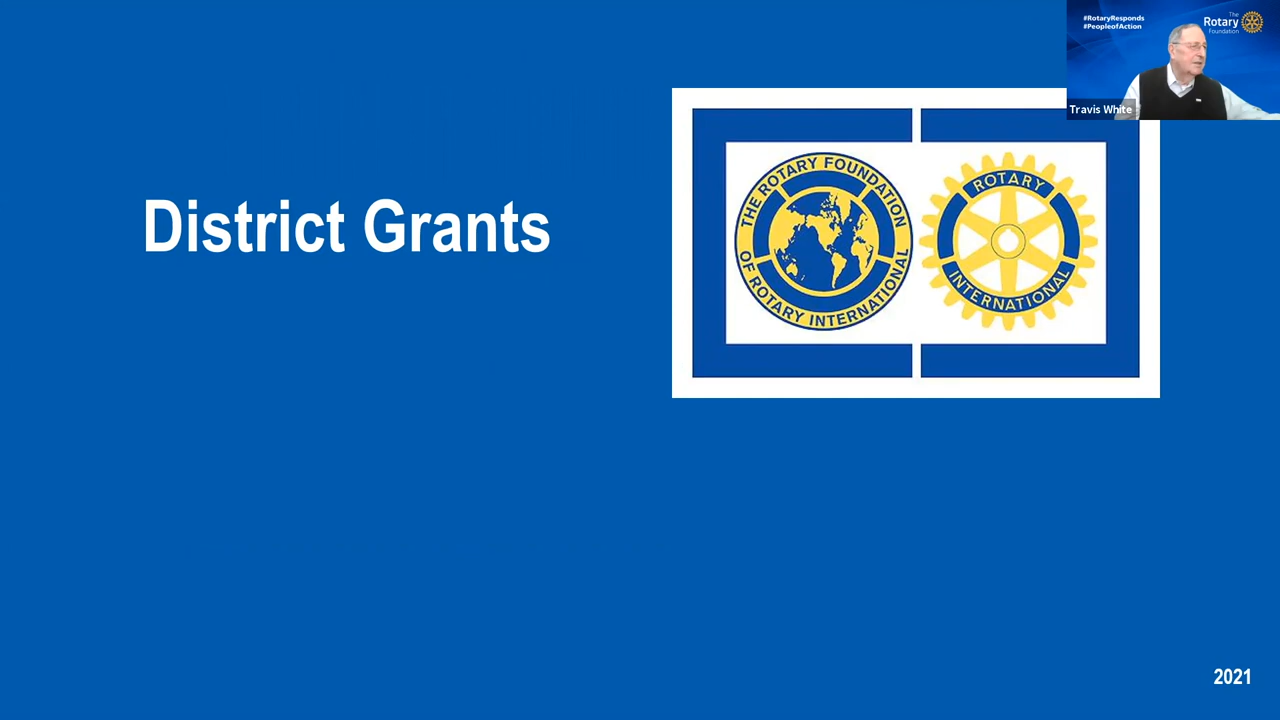 #RotaryResponds
#PeopleofAction
The
Rotary
Foundation
Travis White
District Grants
THE ROTARY FOUNDATION
OF ROTARY INTERNATIONAL
ROTARY
INTERNATIONAL
2021